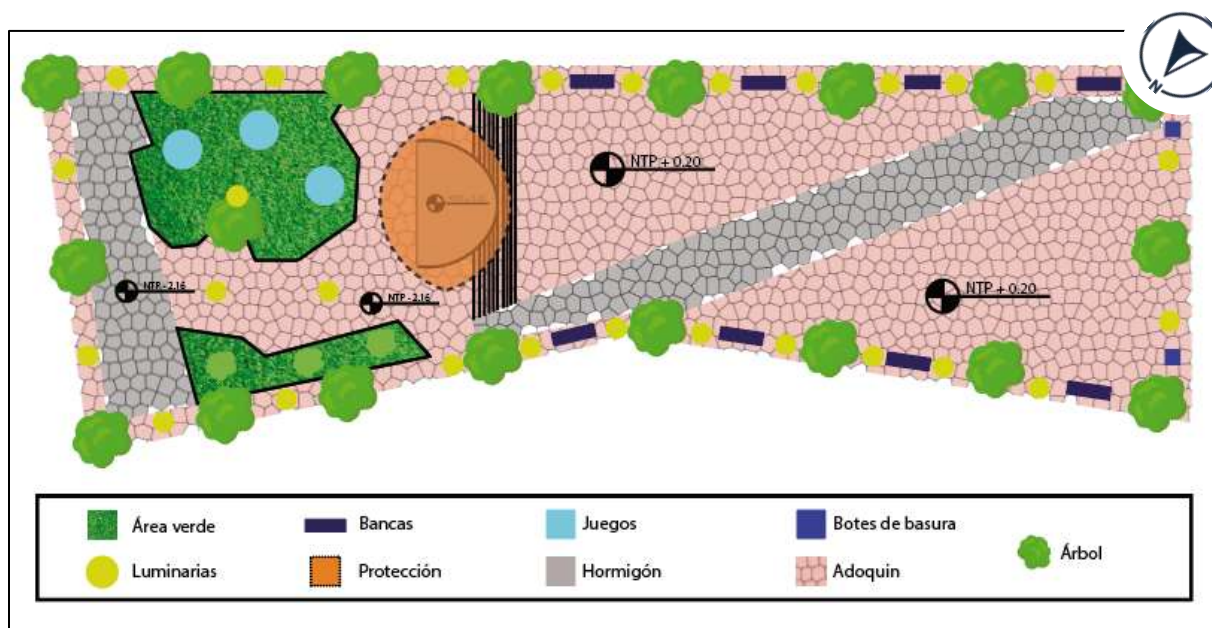 N
NTP + 0.20
NTP - 2.16
NTP - 2.16
NTP + 0.20
Área verde
Bancas
Juegos
Botes de basura
Árbol
Luminarias
Protección
Hormigón
Adoquin